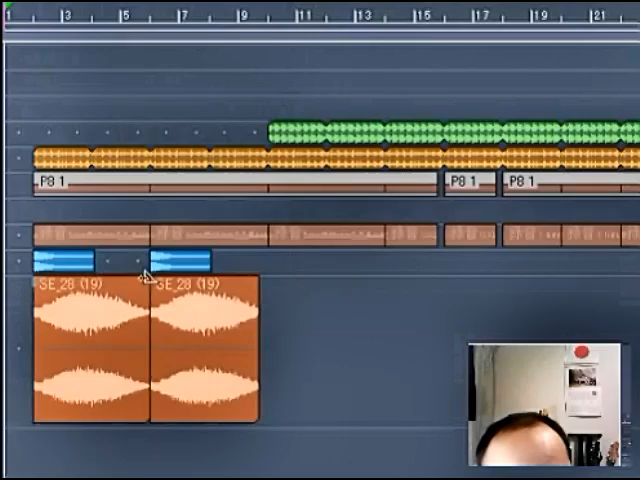 1 3 5 7 9 11 13 15 17 19 21
P8 1 P8 1 P8 1
SE_28 (19) SE_28 (19)